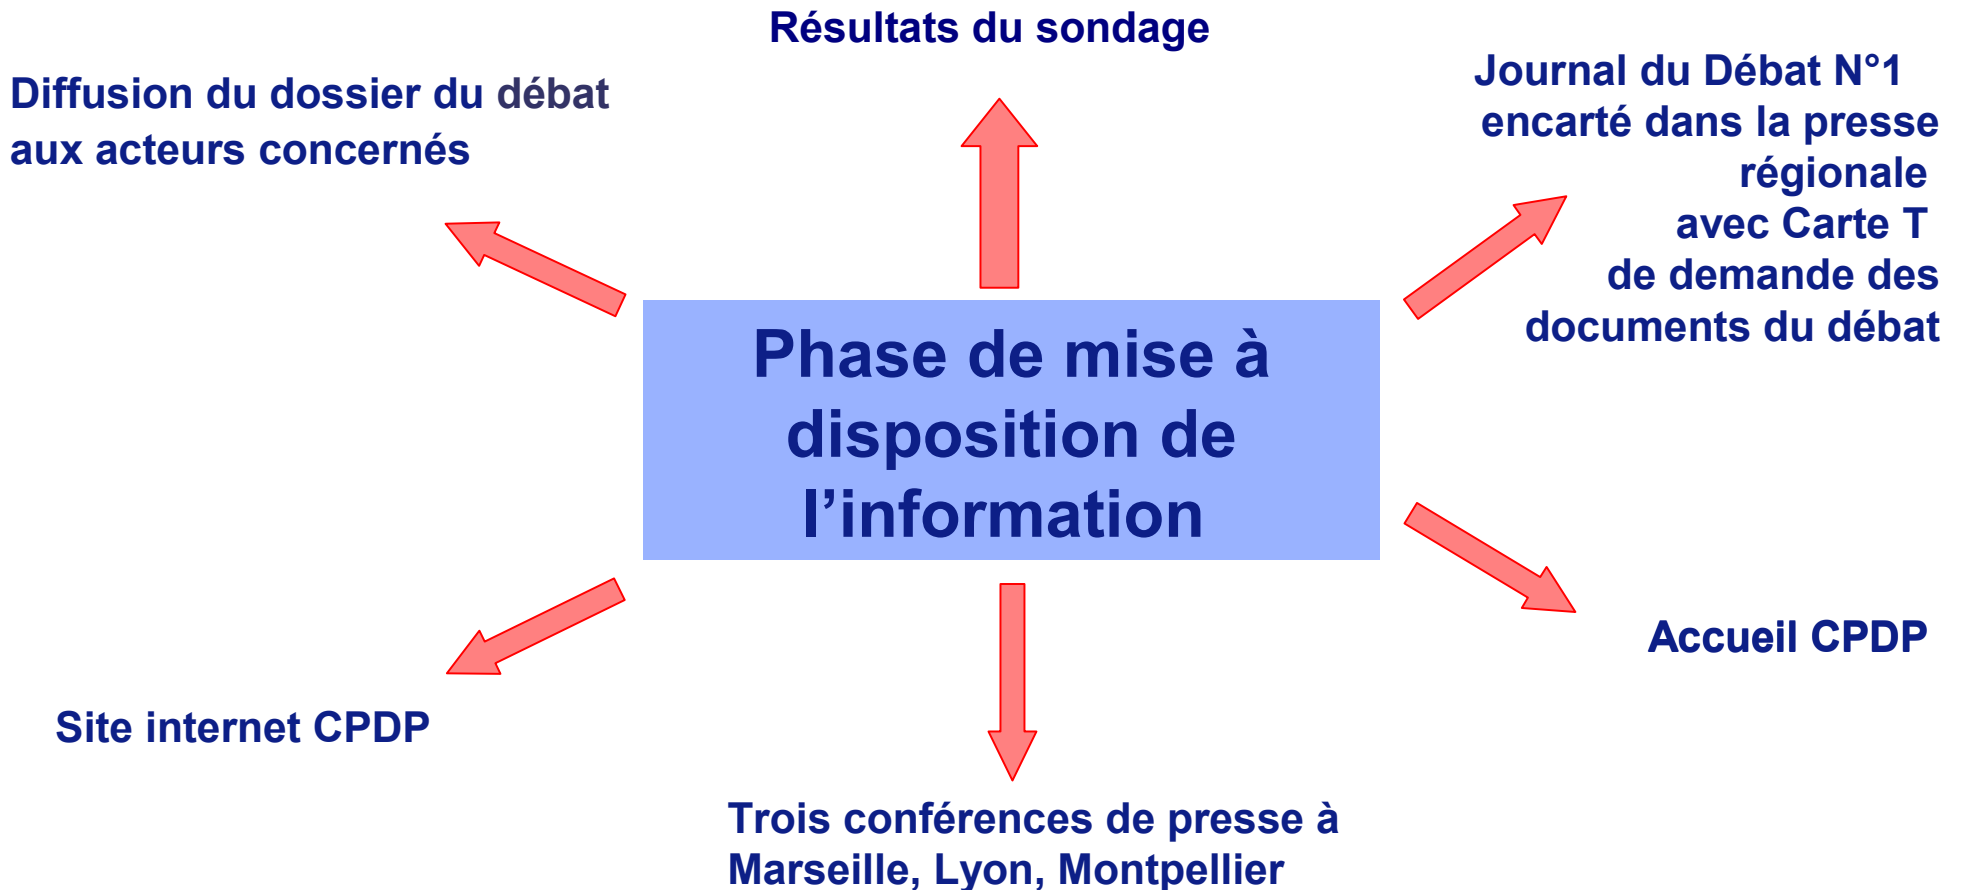 Résultats du sondage
Diffusion du dossier du débat
aux acteurs concernés
Journal du Débat N°1
encarté dans la presse
régionale
avec Carte T
de demande des
documents du débat
Phase de mise à
disposition de
l’information
Accueil CPDP
Site internet CPDP
Trois conférences de presse à
Marseille, Lyon, Montpellier